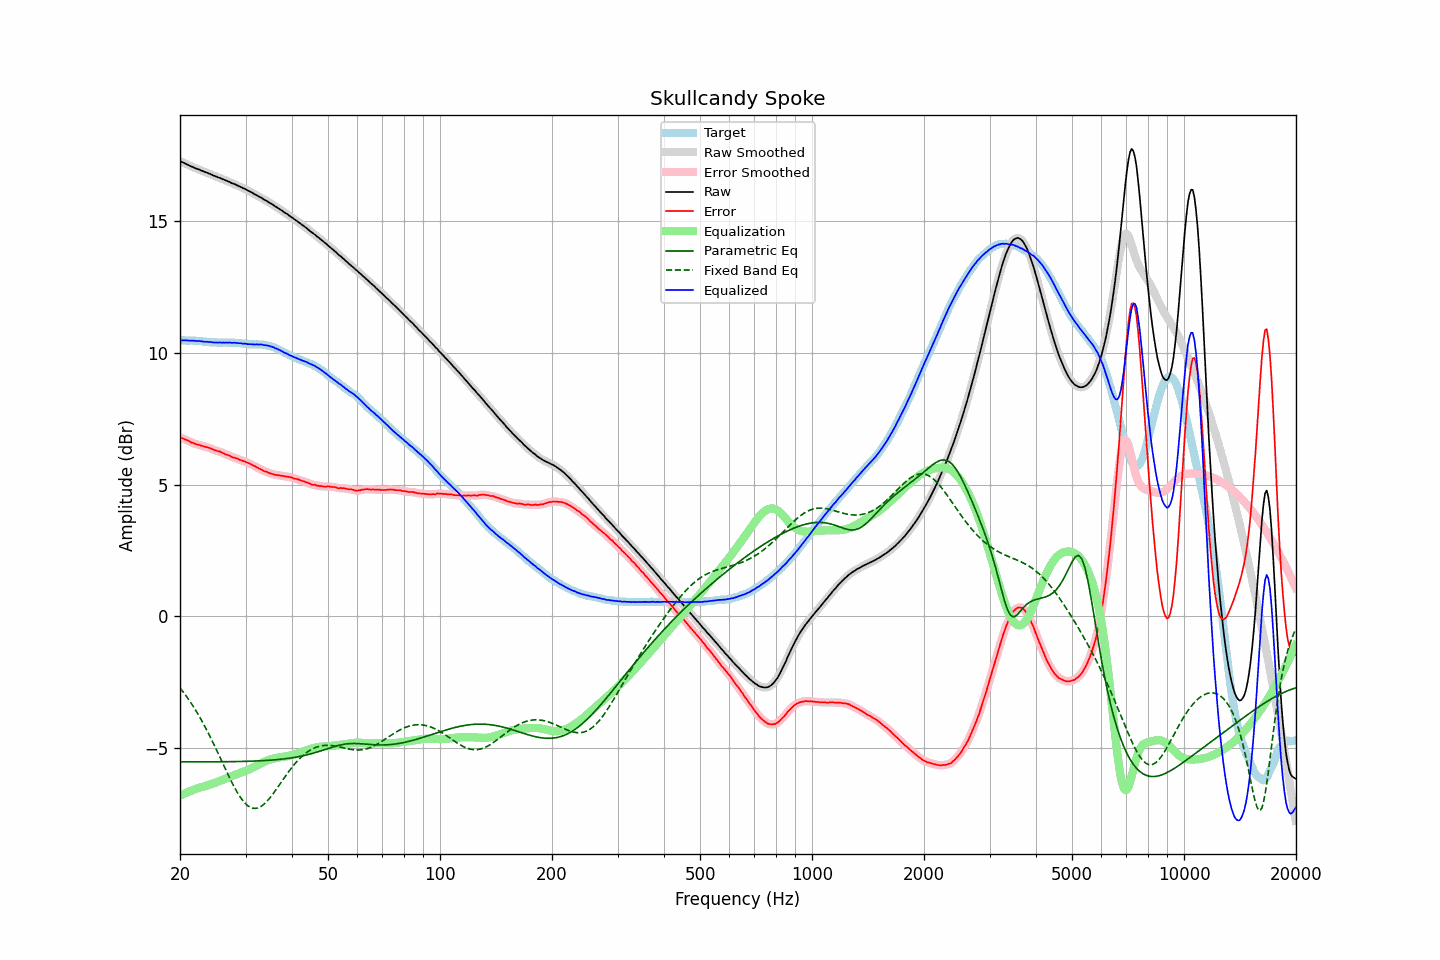 Skullcandy Spoke
Target
Raw Smoothed
Error Smoothed
Raw
Error
Equalization
Parametric Eq
Fixed Band Eq
Equalized
Amplitude (dBr)
15
10
5
0
−5
20 50 100 200 500 1000 2000 5000 10000 20000
Frequency (Hz)